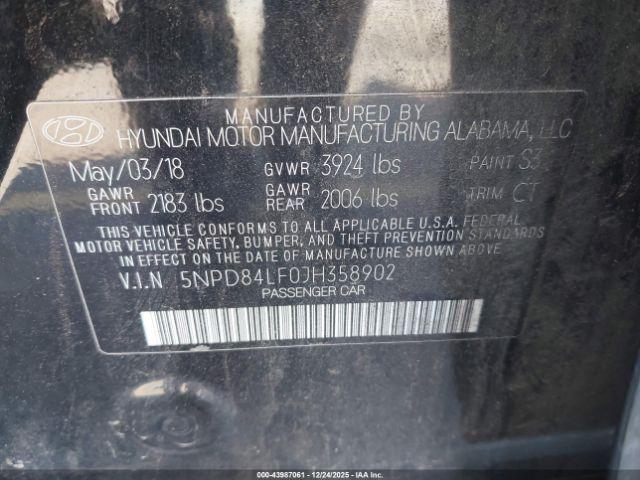 MANUFACTURED BY
HYUNDAI MOTOR MANUFACTURING ALABAMA, LLC
May/03/18 GVWR 3924 lbs PAINT S3
GAWR FRONT 2183 lbs GAWR REAR 2006 lbs TRIM CT
THIS VEHICLE CONFORMS TO ALL APPLICABLE U.S.A. FEDERAL
MOTOR VEHICLE SAFETY, BUMPER, AND THEFT PREVENTION STANDARDS
IN EFFECT ON THE DATE OF MANUFACTURE SHOWN ABOVE.
V.I.N 5NPD84LF0JH358902
PASSENGER CAR
000-43987061 - 12/24/2025 - IAAI.COM